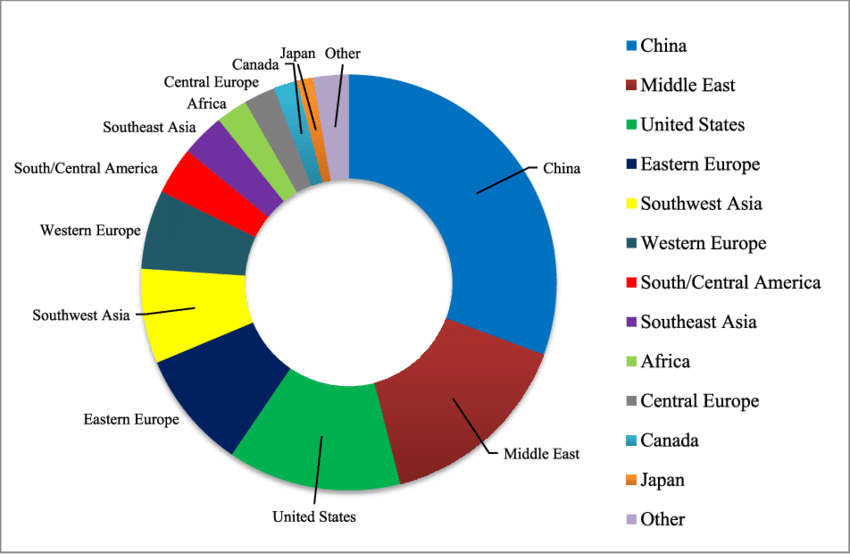 Japan
Other
Canada
Central Europe
Africa
Southeast Asia
South/Central America
Western Europe
Southwest Asia
Eastern Europe
United States
Middle East
China
China
Middle East
United States
Eastern Europe
Southwest Asia
Western Europe
South/Central America
Southeast Asia
Africa
Central Europe
Canada
Japan
Other